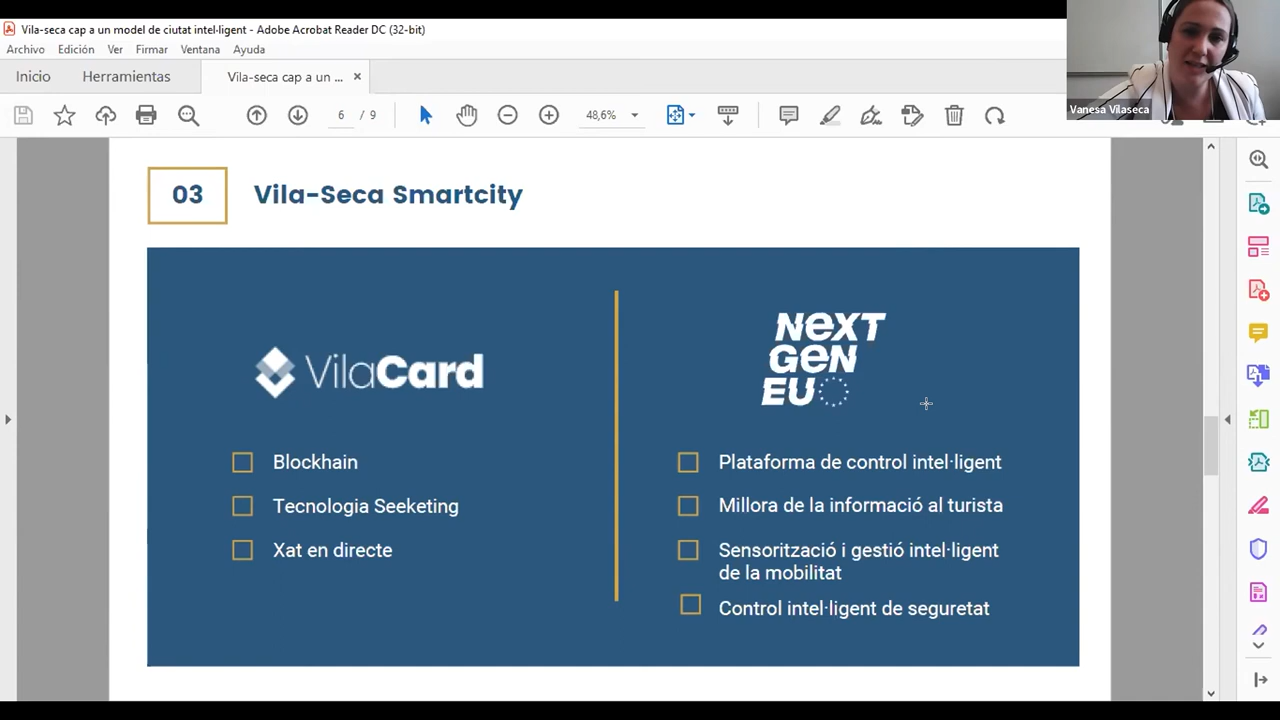 Vila-seca cap a un model de ciutat intel·ligent - Adobe Acrobat Reader DC (32-bit)
Archivo Edición Ver Firmar Ventana Ayuda
Inicio Herramientas Vila-seca cap a un ... ×
6 / 9 48,6%
Vanesa Vilaseca
03 Vila-Seca Smartcity
VilaCard
Blockhain
Tecnologia Seeketing
Xat en directe
NEXT
GEN
EU
Plataforma de control intel·ligent
Millora de la informació al turista
Sensorització i gestió intel·ligent
de la mobilitat
Control intel·ligent de seguretat